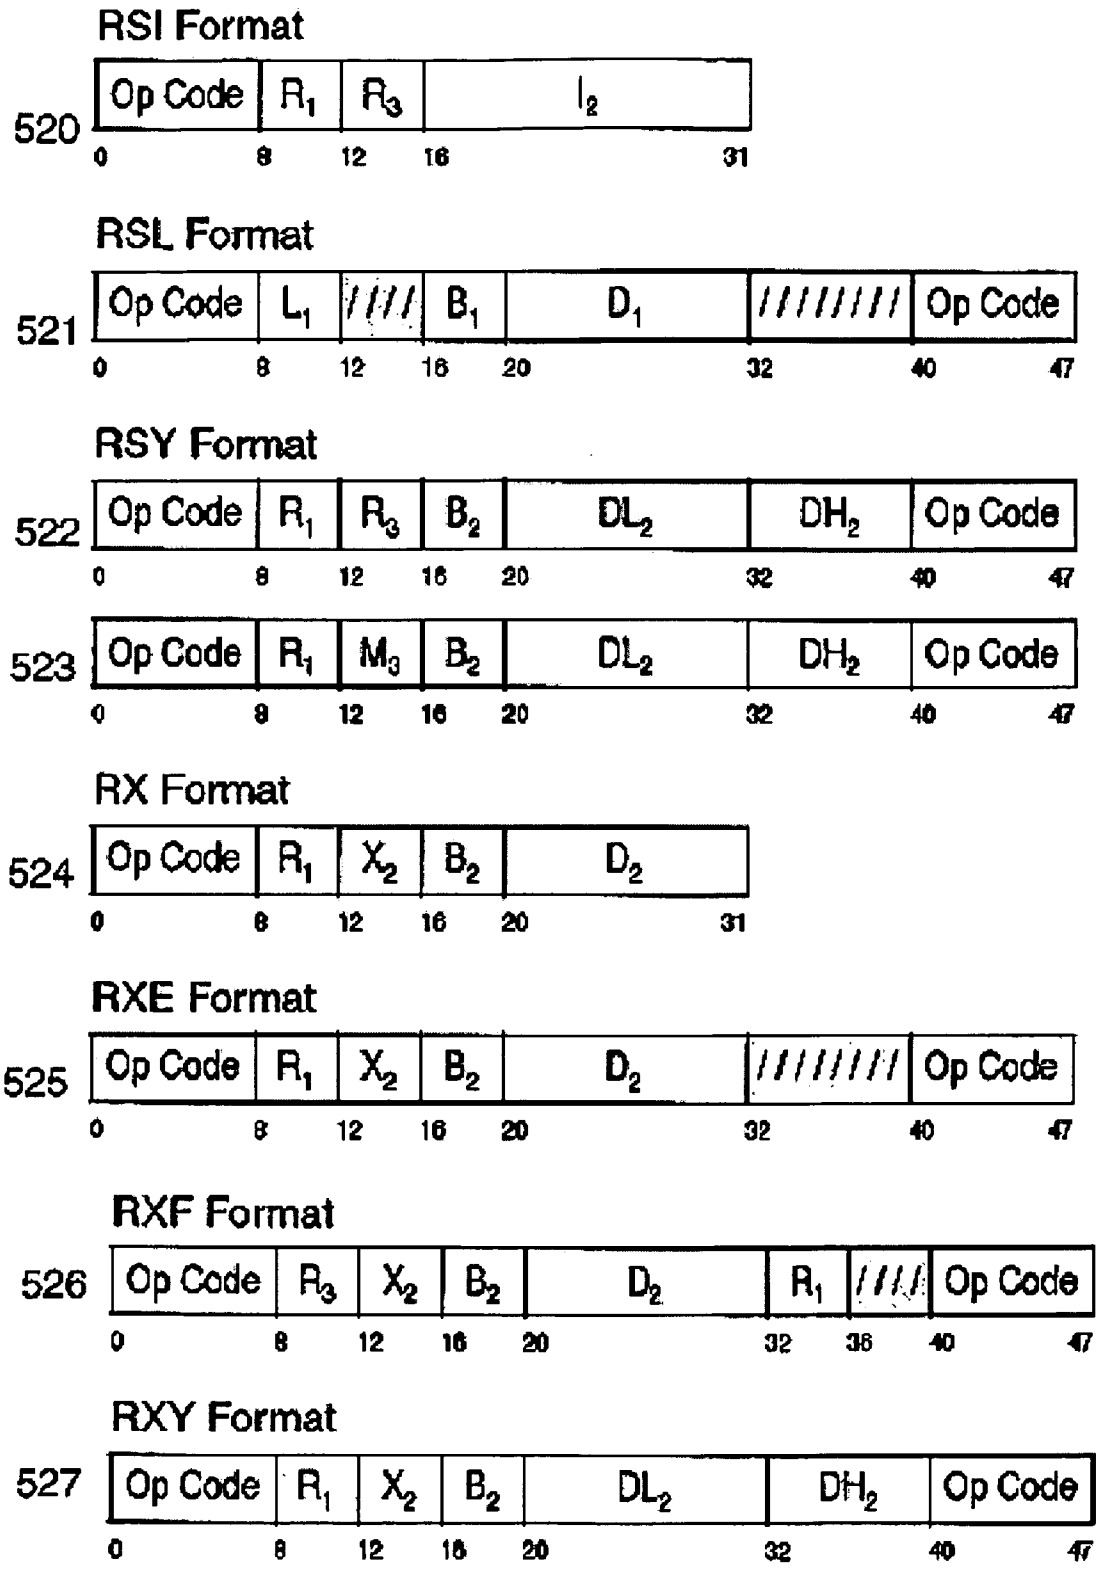 RSI Format
520 Op Code R₁ R₃ I₂
0 8 12 16 31
RSL Format
521 Op Code L₁ //// B₁ D₁ //////// Op Code
0 8 12 16 20 32 40 47
RSY Format
522 Op Code R₁ R₃ B₂ DL₂ DH₂ Op Code
0 8 12 16 20 32 40 47
523 Op Code R₁ M₃ B₂ DL₂ DH₂ Op Code
0 8 12 16 20 32 40 47
RX Format
524 Op Code R₁ X₂ B₂ D₂
0 8 12 16 20 31
RXE Format
525 Op Code R₁ X₂ B₂ D₂ //////// Op Code
0 8 12 16 20 32 40 47
RXF Format
526 Op Code R₃ X₂ B₂ D₂ R₁ //// Op Code
0 8 12 16 20 32 36 40 47
RXY Format
527 Op Code R₁ X₂ B₂ DL₂ DH₂ Op Code
0 8 12 16 20 32 40 47